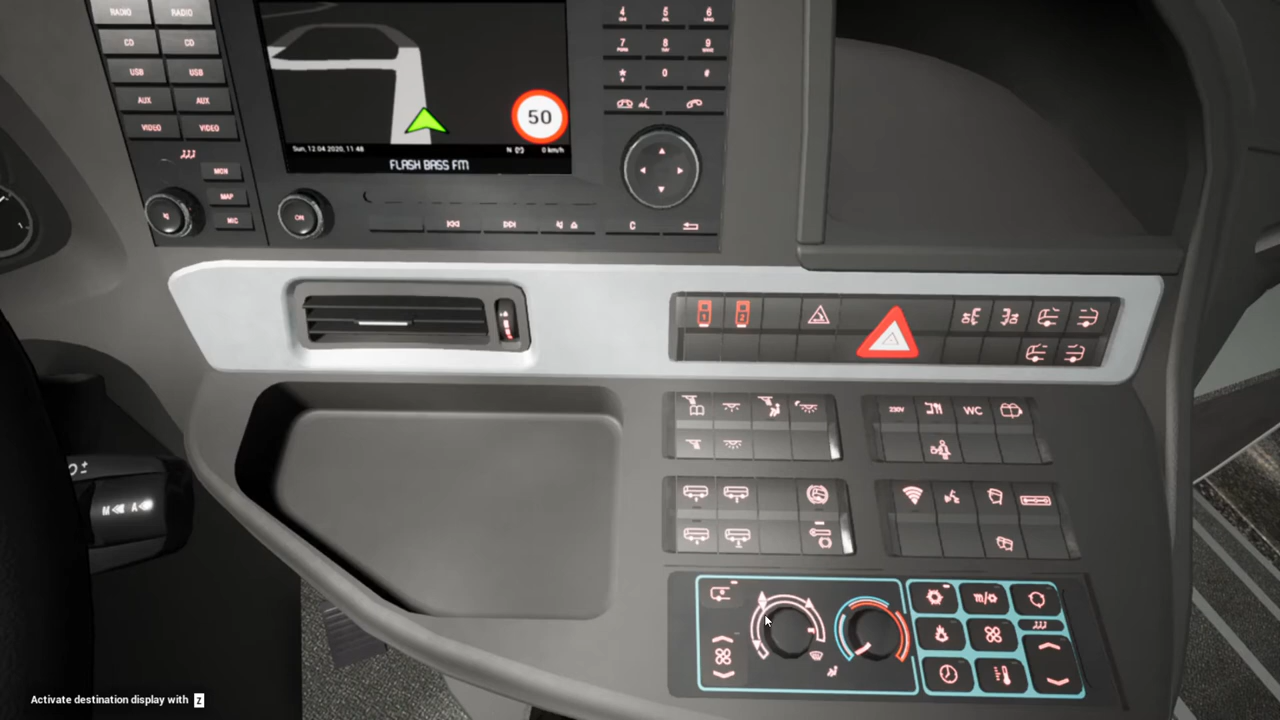 RADIO RADIO
CD CD
USB USB
AUX AUX
VIDEO VIDEO
MAP
MIC
ON
4 5 6
7 8 9
* 0 #
50
Sun, 12.04.2020, 11:48 N 0 km/h
FLASH BASS FM
C
1 2
230V WC
M A
Activate destination display with Z